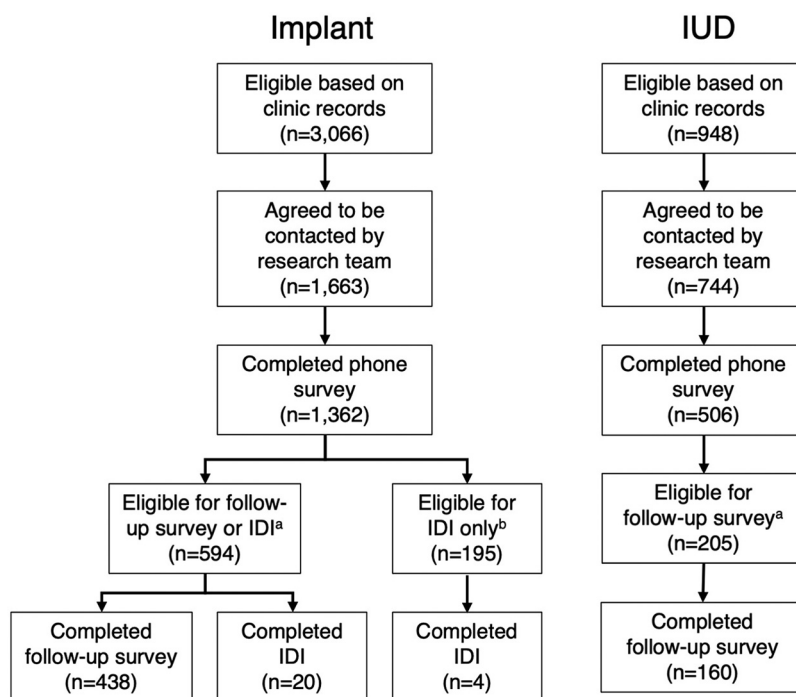 Implant
Eligible based on
clinic records
(n=3,066)
Agreed to be
contacted by
research team
(n=1,663)
Completed phone
survey
(n=1,362)
Eligible for follow-
up survey or IDIᵃ
(n=594)
Eligible for
IDI onlyᵇ
(n=195)
Completed
follow-up survey
(n=438)
Completed
IDI
(n=20)
Completed
IDI
(n=4)
IUD
Eligible based on
clinic records
(n=948)
Agreed to be
contacted by
research team
(n=744)
Completed phone
survey
(n=506)
Eligible for
follow-up surveyᵃ
(n=205)
Completed
follow-up survey
(n=160)